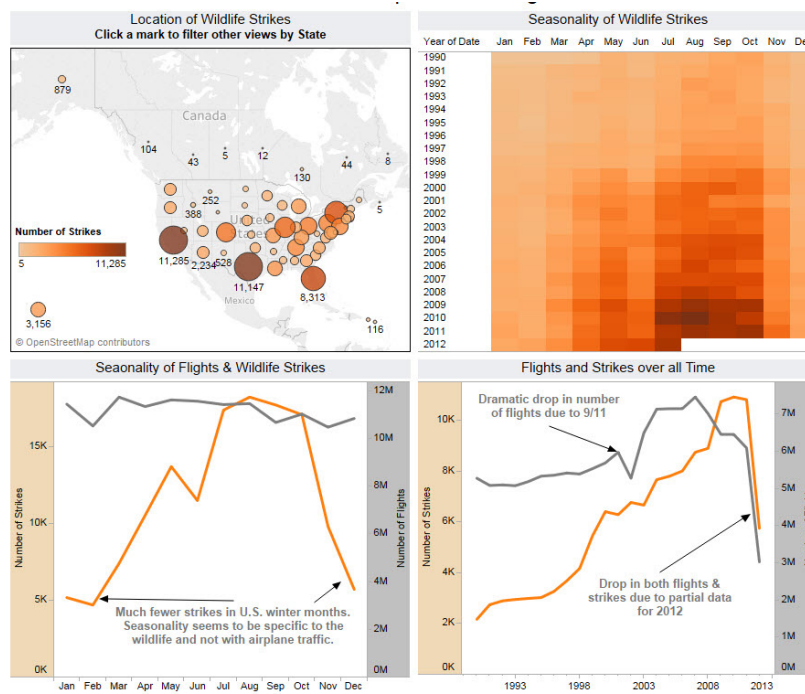 Location of Wildlife Strikes
Click a mark to filter other views by State
879
Canada
104
43
5
12
130
44
8
252
388
United
States
5
Number of Strikes
5
11,285
11,285
2,234
528
11,147
8,313
Mexico
3,156
116
© OpenStreetMap contributors
Seasonality of Wildlife Strikes
Year of Date Jan Feb Mar Apr May Jun Jul Aug Sep Oct Nov
1990
1991
1992
1993
1994
1995
1996
1997
1998
1999
2000
2001
2002
2003
2004
2005
2006
2007
2008
2009
2010
2011
2012
Seaonality of Flights & Wildlife Strikes
Number of Strikes
15K
10K
5K
0K
12M
10M
8M
6M
4M
2M
0M
Number of Flights
Much fewer strikes in U.S. winter months.
Seasonality seems to be specific to the
wildlife and not with airplane traffic.
Jan Feb Mar Apr May Jun Jul Aug Sep Oct Nov Dec
Flights and Strikes over all Time
Number of Strikes
10K
8K
6K
4K
2K
0K
7M
6M
5M
4M
3M
2M
1M
0M
Dramatic drop in number
of flights due to 9/11
Drop in both flights &
strikes due to partial data
for 2012
1993 1998 2003 2008 2013